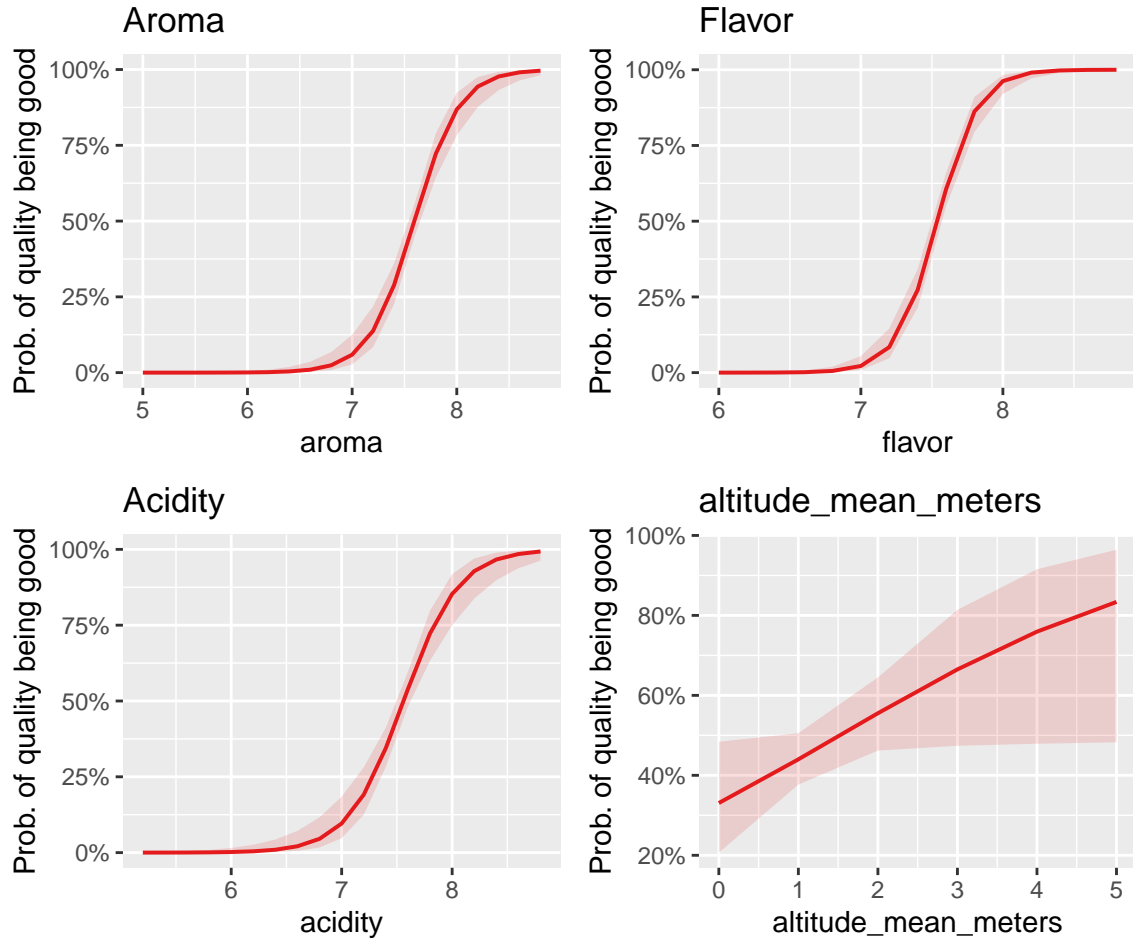 Aroma
Prob. of quality being good
100%
75%
50%
25%
0%
5 6 7 8
aroma
Flavor
Prob. of quality being good
100%
75%
50%
25%
0%
6 7 8
flavor
Acidity
Prob. of quality being good
100%
75%
50%
25%
0%
6 7 8
acidity
altitude_mean_meters
Prob. of quality being good
100%
80%
60%
40%
20%
0 1 2 3 4 5
altitude_mean_meters